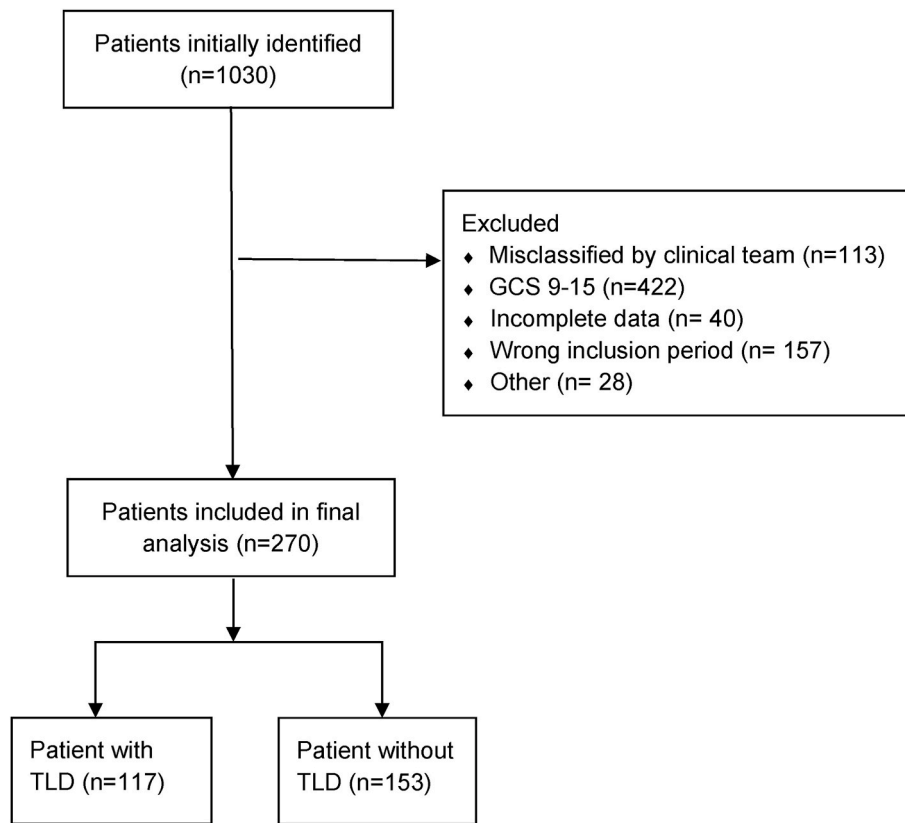 Patients initially identified
(n=1030)
Excluded
♦ Misclassified by clinical team (n=113)
♦ GCS 9-15 (n=422)
♦ Incomplete data (n= 40)
♦ Wrong inclusion period (n= 157)
♦ Other (n= 28)
Patients included in final
analysis (n=270)
Patient with
TLD (n=117)
Patient without
TLD (n=153)